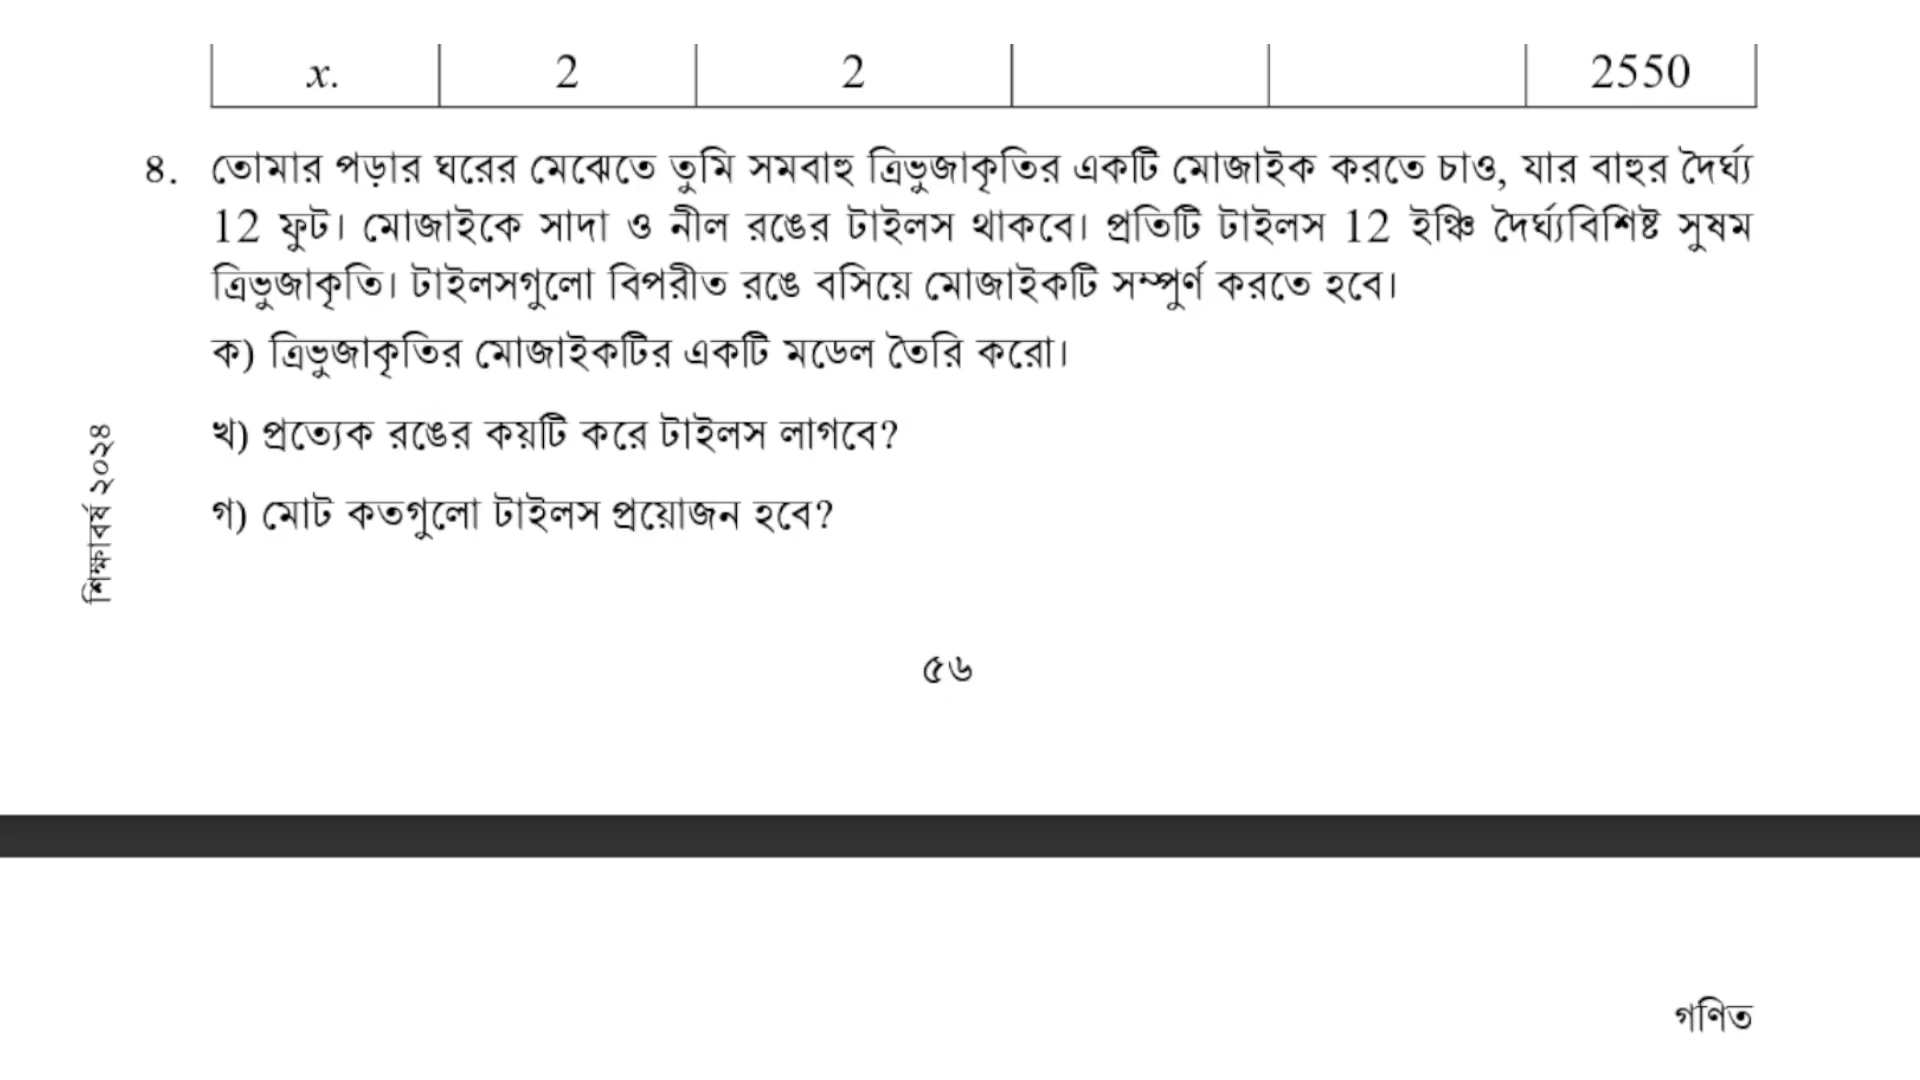 x. 2 2 2550
৪. তোমার পড়ার ঘরের মেঝেতে তুমি সমবাহু ত্রিভুজাকৃতির একটি মোজাইক করতে চাও, যার বাহুর দৈর্ঘ্য
12 ফুট। মোজাইকে সাদা ও নীল রঙের টাইলস থাকবে। প্রতিটি টাইলস 12 ইঞ্চি দৈর্ঘ্যবিশিষ্ট সুষম
ত্রিভুজাকৃতি। টাইলসগুলো বিপরীত রঙে বসিয়ে মোজাইকটি সম্পুর্ণ করতে হবে।
ক) ত্রিভুজাকৃতির মোজাইকটির একটি মডেল তৈরি করো।
খ) প্রত্যেক রঙের কয়টি করে টাইলস লাগবে?
গ) মোট কতগুলো টাইলস প্রয়োজন হবে?
শিক্ষাবর্ষ ২০২৪
৫৬
গণিত